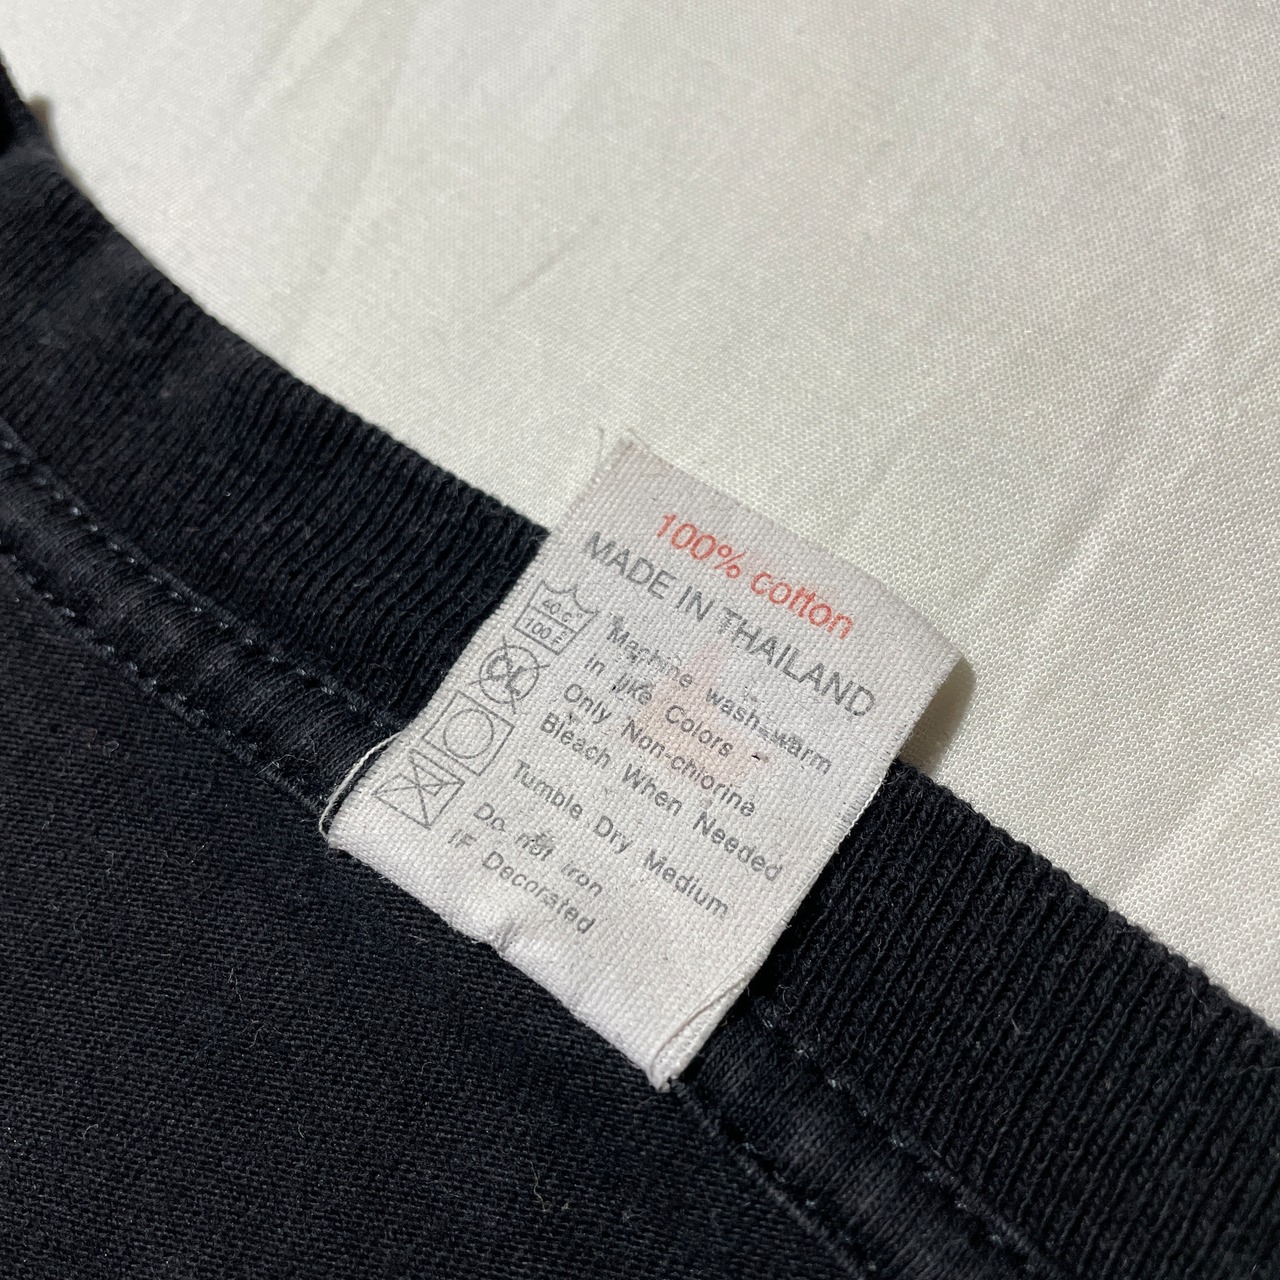 100% cotton
MADE IN THAILAND
40.C°
100.F
Machine wash-warm
in like Colors -
Only Non-chlorine
Bleach When Needed
Tumble Dry Medium
Do not iron
IF Decorated